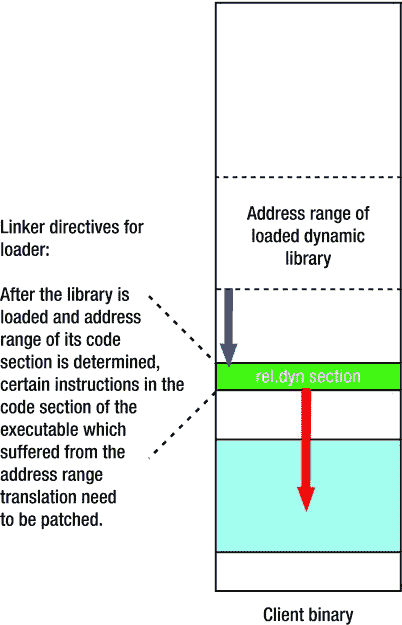 Linker directives for
loader:
After the library is
loaded and address
range of its code
section is determined,
certain instructions in the
code section of the
executable which
suffered from the
address range
translation need
to be patched.
Address range of
loaded dynamic
library
rel.dyn section
Client binary